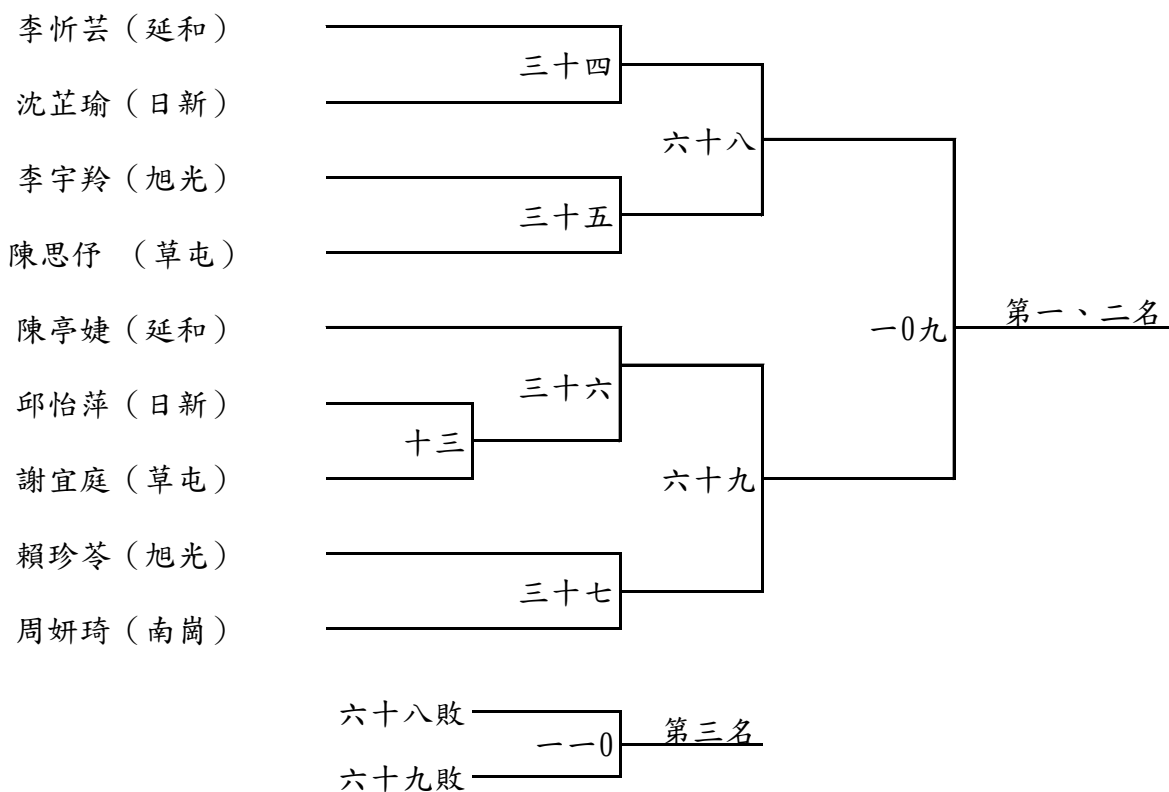 李忻芸（延和）
三十四
沈芷瑜（日新）
六十八
李宇羚（旭光）
三十五
陳思伃 （草屯）
第一、二名
陳亭婕（延和）
一0九
三十六
邱怡萍（日新）
十三
謝宜庭（草屯）
六十九
賴珍苓（旭光）
三十七
周妍琦（南崗）
六十八敗
第三名
一一0
六十九敗